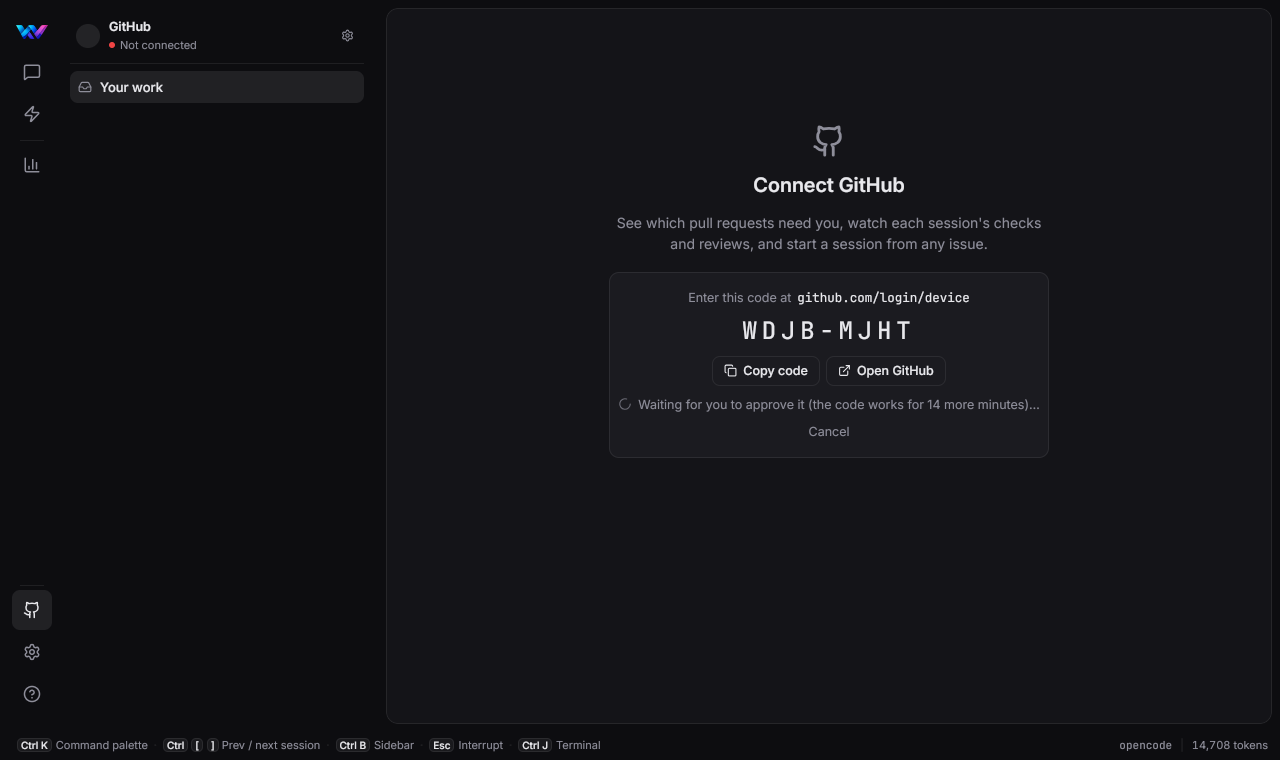 GitHub
Not connected
Your work
Connect GitHub
See which pull requests need you, watch each session's checks
and reviews, and start a session from any issue.
Enter this code at github.com/login/device
WDJB-MJHT
Copy code
Open GitHub
Waiting for you to approve it (the code works for 14 more minutes)...
Cancel
Ctrl K Command palette · Ctrl [ ] Prev / next session · Ctrl B Sidebar · Esc Interrupt · Ctrl J Terminal
opencode | 14,708 tokens